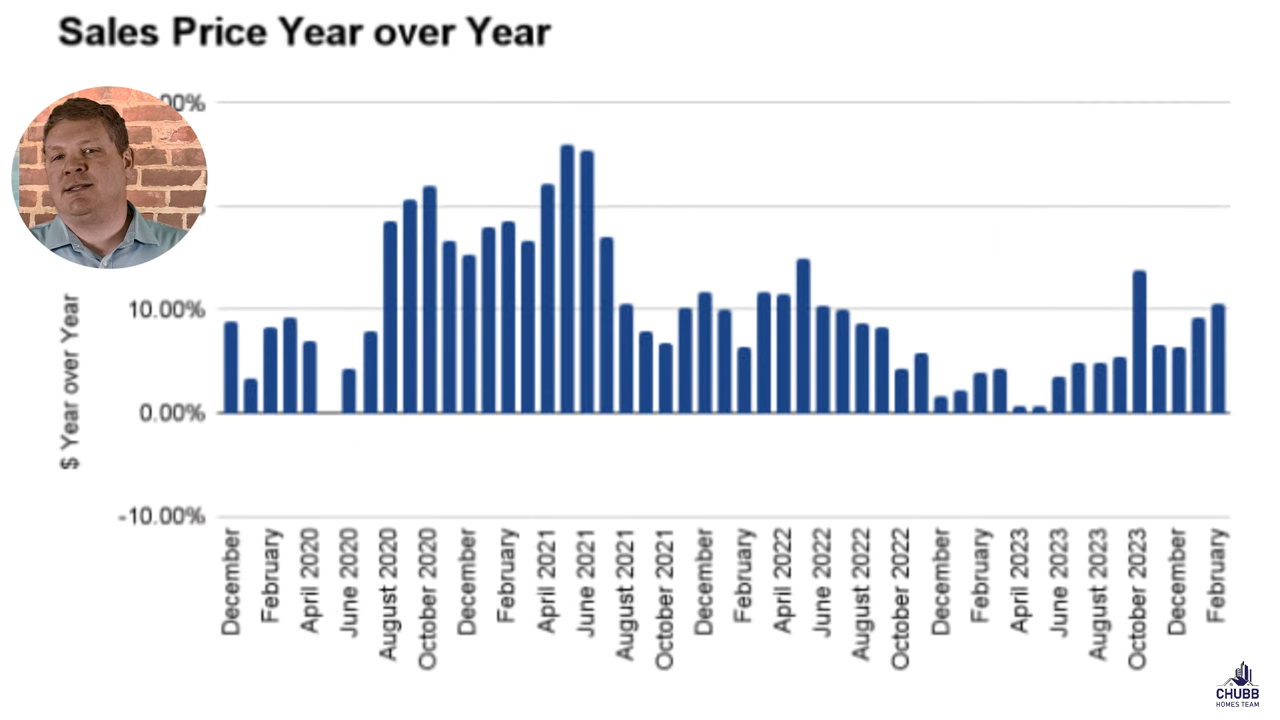 Sales Price Year over Year
00%
$ Year over Year
10.00%
0.00%
-10.00%
December
February
April 2020
June 2020
August 2020
October 2020
December
February
April 2021
June 2021
August 2021
October 2021
December
February
April 2022
June 2022
August 2022
October 2022
December
February
April 2023
June 2023
August 2023
October 2023
December
February
CHUBB
HOMES TEAM